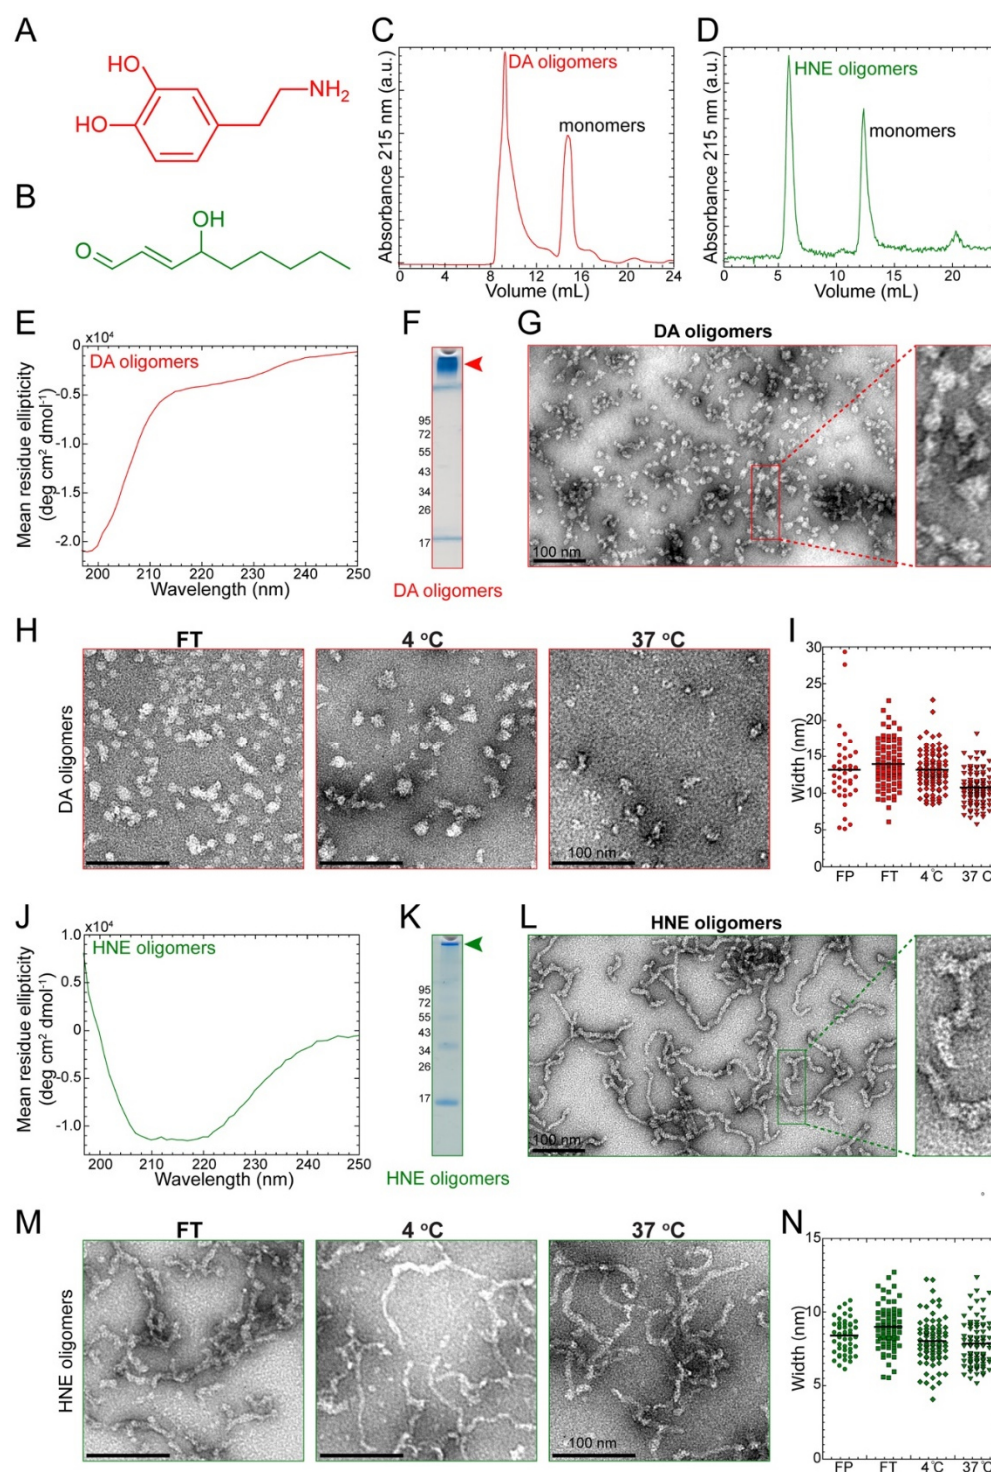 A
HO
HO
NH2
B
OH
O
C
Absorbance 215 nm (a.u.)
DA oligomers
monomers
0 4 8 12 16 20 24
Volume (mL)
D
Absorbance 215 nm (a.u.)
HNE oligomers
monomers
0 5 10 15 20
Volume (mL)
E
x10⁴
DA oligomers
Mean residue ellipticity
(deg cm² dmol⁻¹)
0
-0.5
-1.0
-1.5
-2.0
200 210 220 230 240 250
Wavelength (nm)
F
95
72
55
43
34
26
17
DA oligomers
G
DA oligomers
100 nm
H
FT 4 °C 37 °C
DA oligomers
100 nm
I
Width (nm)
30
25
20
15
10
5
0
FP FT 4°C 37°C
J
x10⁴
HNE oligomers
Mean residue ellipticity
(deg cm² dmol⁻¹)
1.0
0.5
0
-0.5
-1.0
200 210 220 230 240 250
Wavelength (nm)
K
95
72
55
43
34
26
17
HNE oligomers
L
HNE oligomers
100 nm
M
FT 4 °C 37 °C
HNE oligomers
100 nm
N
Width (nm)
15
10
5
0
FP FT 4°C 37°C